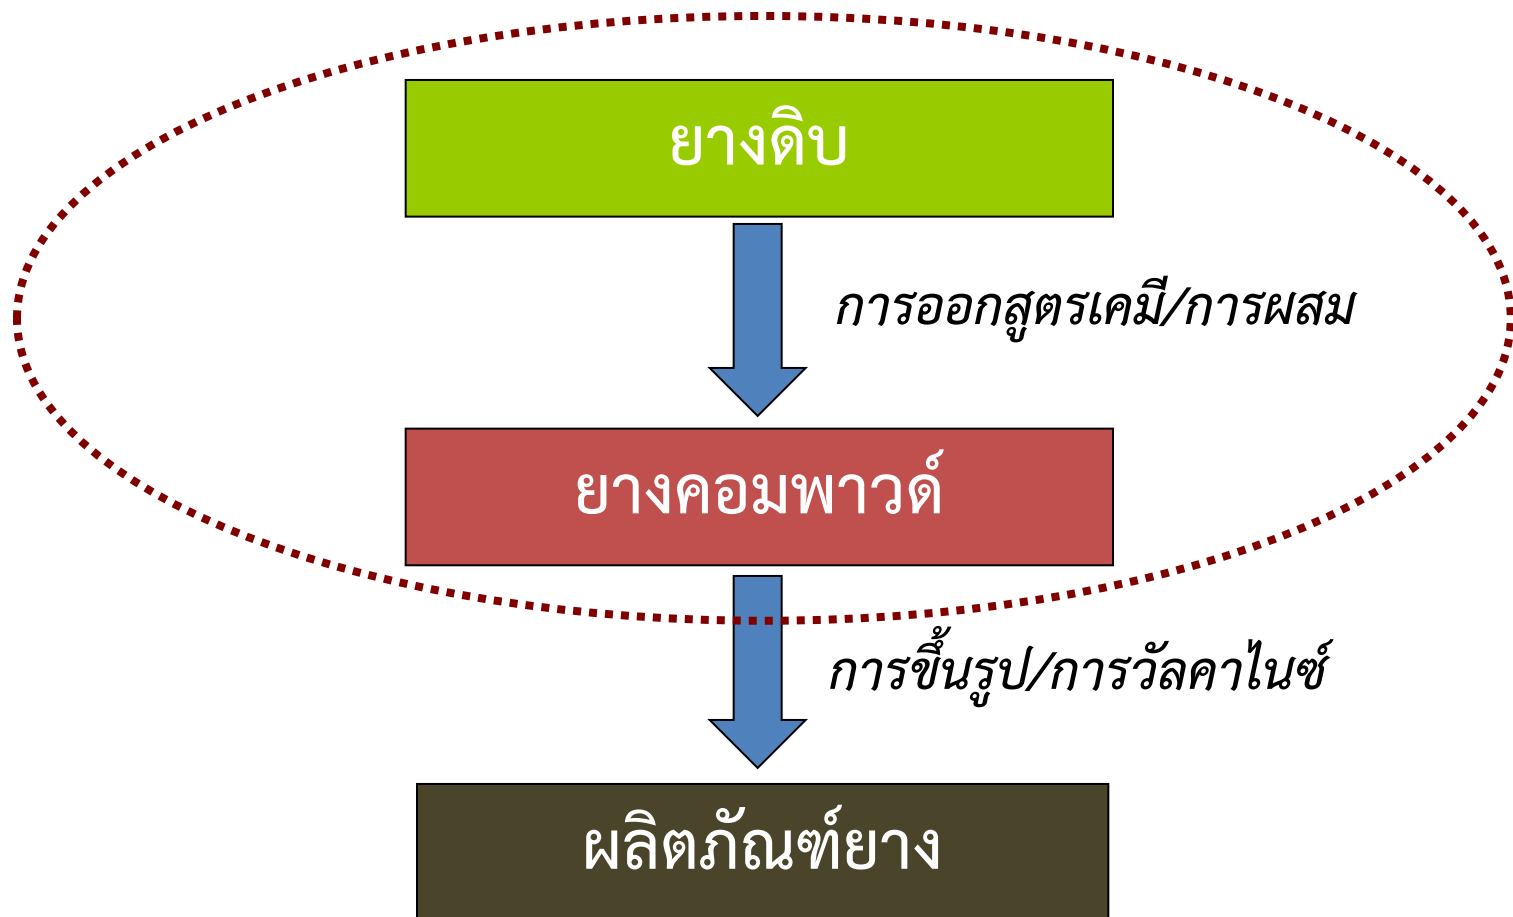 ยางดิบ
การออกสูตรเคมี/การผสม
ยางคอมพาวด์
การขึ้นรูป/การวัลคาไนซ์
ผลิตภัณฑ์ยาง